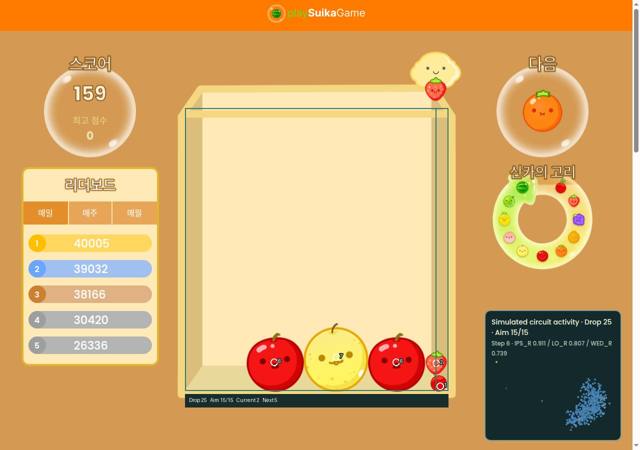 playSuikaGame
스코어
159
최고 점수
0
리더보드
매일 매주 매월
1 40005
2 39032
3 38166
4 30420
5 26336
다음
산카의 고리
Simulated circuit activity · Drop 25
· Aim 15/15
Step 6 · IPS_R 0.911 / LO_R 0.807 / WED_R
0.739
Drop 25 Aim 15/15 Current 2 Next 5